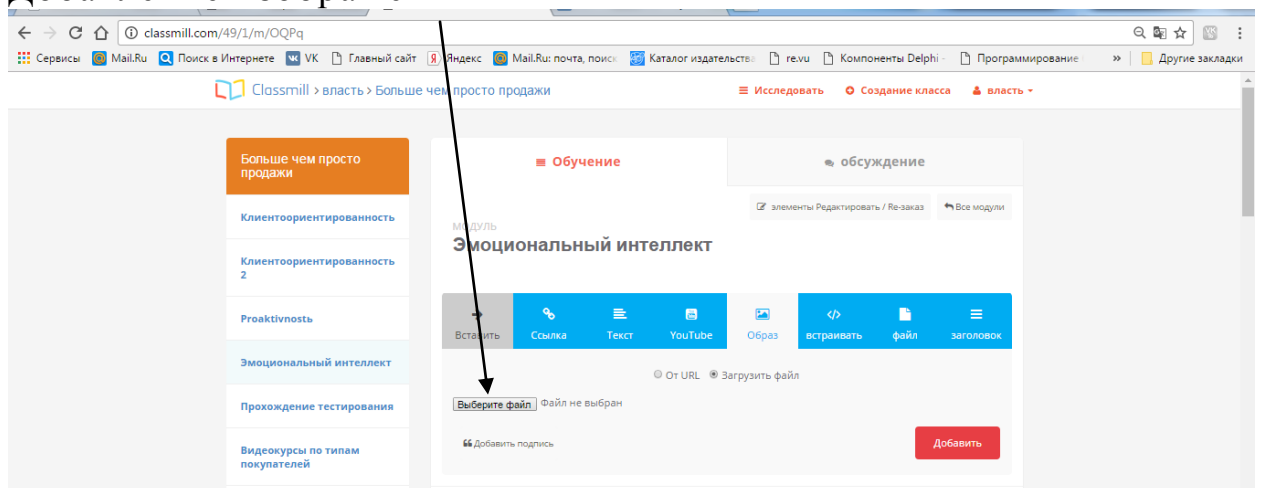 classmill.com/49/1/m/OQPq
Сервисы Mail.Ru Поиск в Интернете VK Главный сайт Яндекс Mail.Ru: почта, поиск Каталог издательств re.vu Компоненты Delphi - Программирование » Другие закладки
Classmill › власть › Больше чем просто продажи
Исследовать Создание класса власть
Больше чем просто продажи
Клиентоориентированность
Клиентоориентированность 2
Proaktivnostь
Эмоциональный интеллект
Прохождение тестирования
Видеокурсы по типам покупателей
Обучение
обсуждение
элементы Редактировать / Re-заказ
Все модули
МОДУЛЬ
Эмоциональный интеллект
Вставить Ссылка Текст YouTube Образ встраивать файл заголовок
От URL Загрузить файл
Выберите файл Файл не выбран
Добавить подпись
Добавить